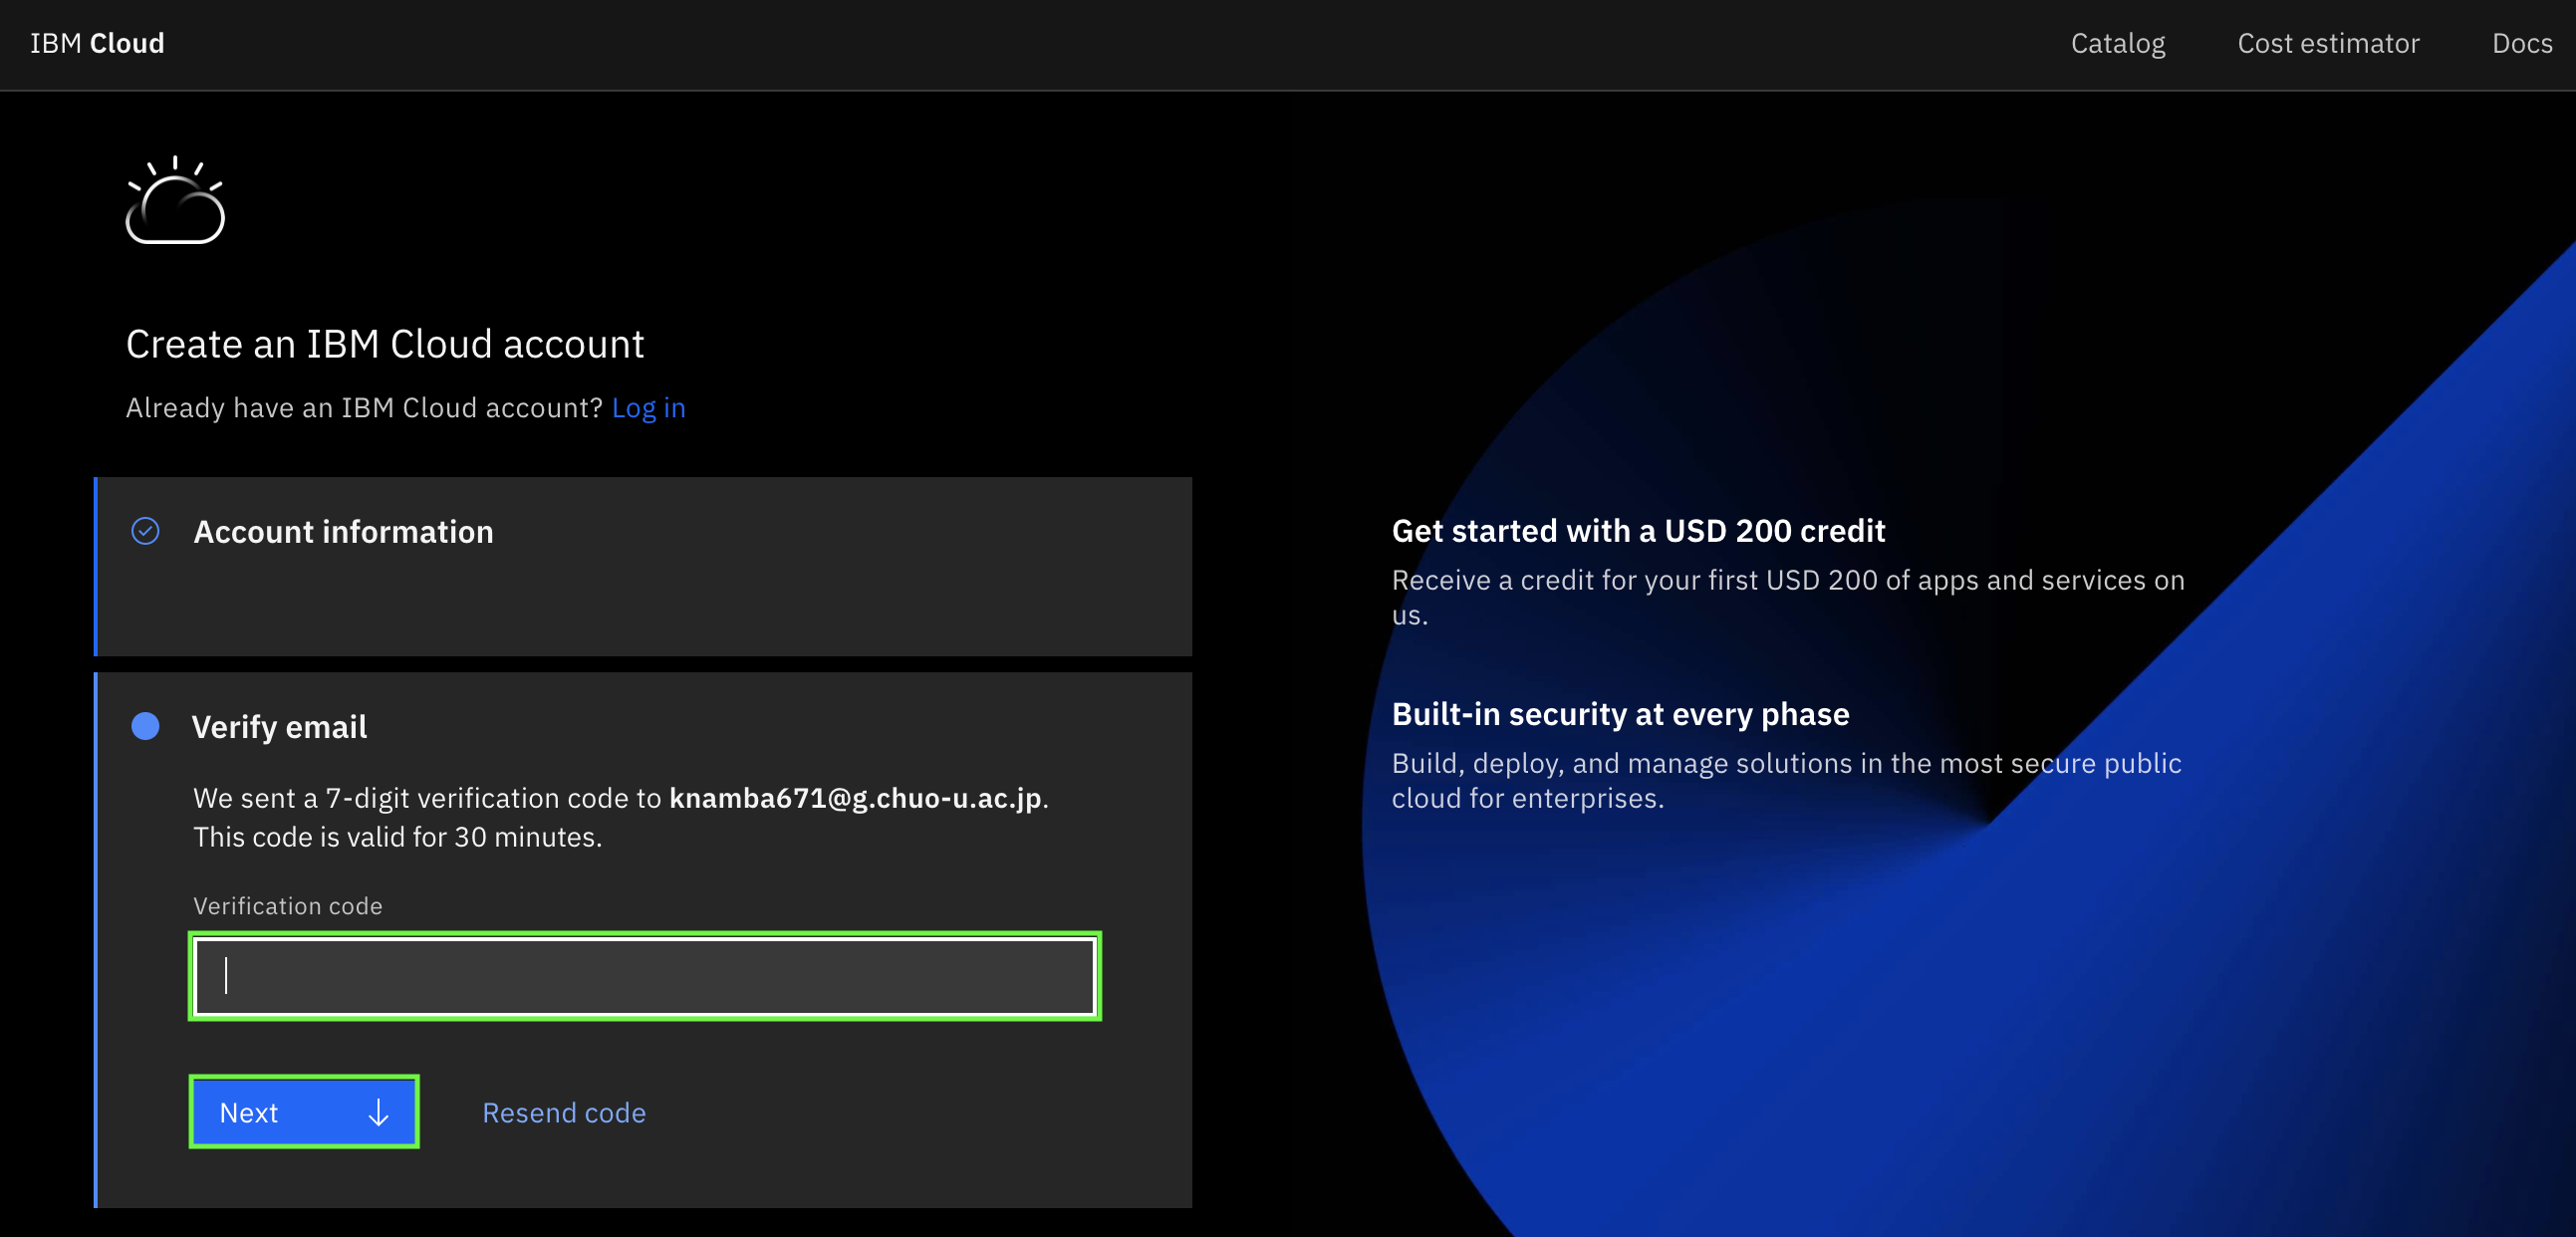 IBM Cloud
Catalog
Cost estimator
Docs
Create an IBM Cloud account
Already have an IBM Cloud account? Log in
Account information
Verify email
We sent a 7-digit verification code to knamba671@g.chuo-u.ac.jp.
This code is valid for 30 minutes.
Verification code
Next
Resend code
Get started with a USD 200 credit
Receive a credit for your first USD 200 of apps and services on
us.
Built-in security at every phase
Build, deploy, and manage solutions in the most secure public
cloud for enterprises.